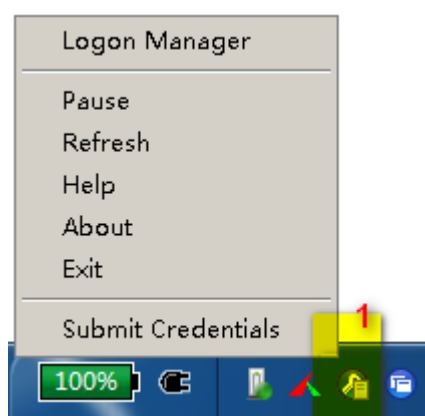 Logon Manager
Pause
Refresh
Help
About
Exit
Submit Credentials
1
100%